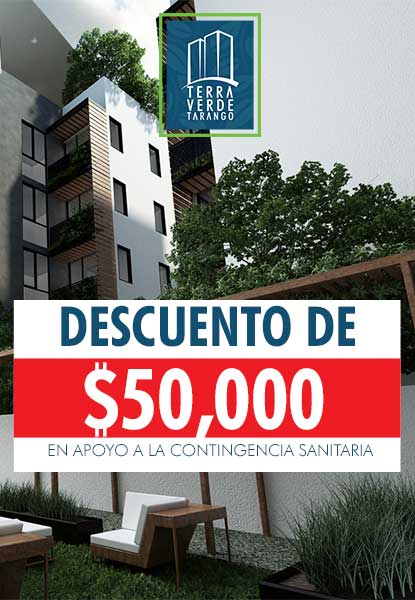 TERRA
VERDE
TARANGO
DESCUENTO DE
$50,000
EN APOYO A LA CONTINGENCIA SANITARIA